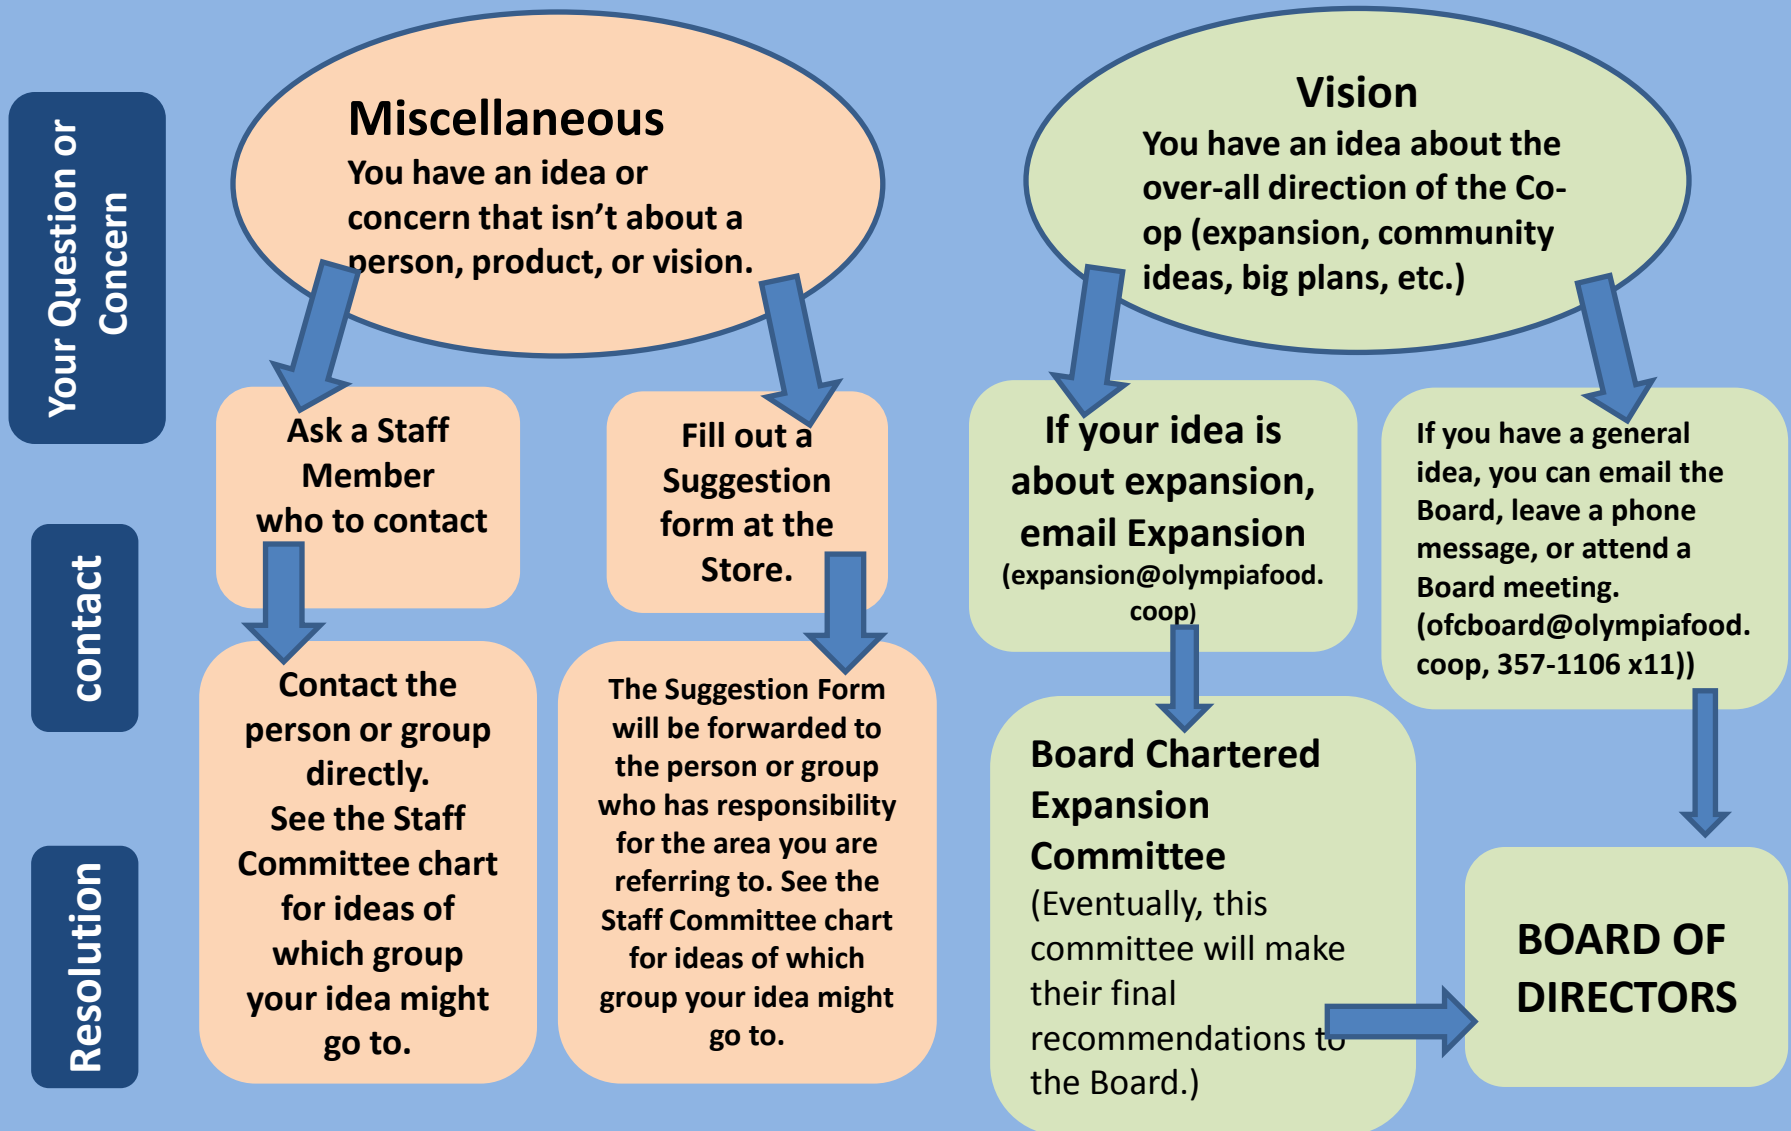 Your Question or
Concern
contact
Resolution
Miscellaneous
You have an idea or
concern that isn't about a
person, product, or vision.
Ask a Staff
Member
who to contact
Contact the
person or group
directly.
See the Staff
Committee chart
for ideas of
which group
your idea might
go to.
Fill out a
Suggestion
form at the
Store.
The Suggestion Form
will be forwarded to
the person or group
who has responsibility
for the area you are
referring to. See the
Staff Committee chart
for ideas of which
group your idea might
go to.
Vision
You have an idea about the
over-all direction of the Co-
op (expansion, community
ideas, big plans, etc.)
If your idea is
about expansion,
email Expansion
(expansion@olympiafood.
coop)
Board Chartered
Expansion
Committee
(Eventually, this
committee will make
their final
recommendations to
the Board.)
If you have a general
idea, you can email the
Board, leave a phone
message, or attend a
Board meeting.
(ofcboard@olympiafood.
coop, 357-1106 x11))
BOARD OF
DIRECTORS